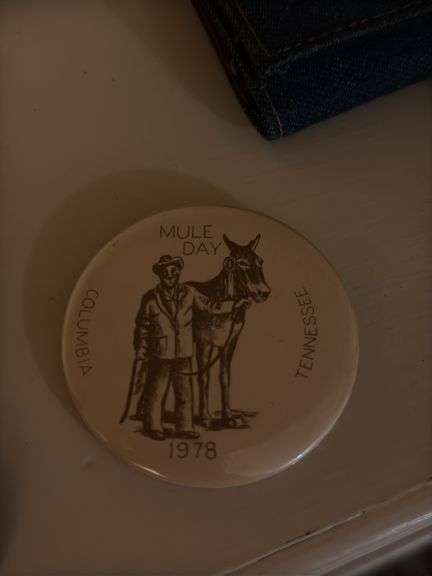 MULE
DAY
COLUMBIA
TENNESSEE
1978